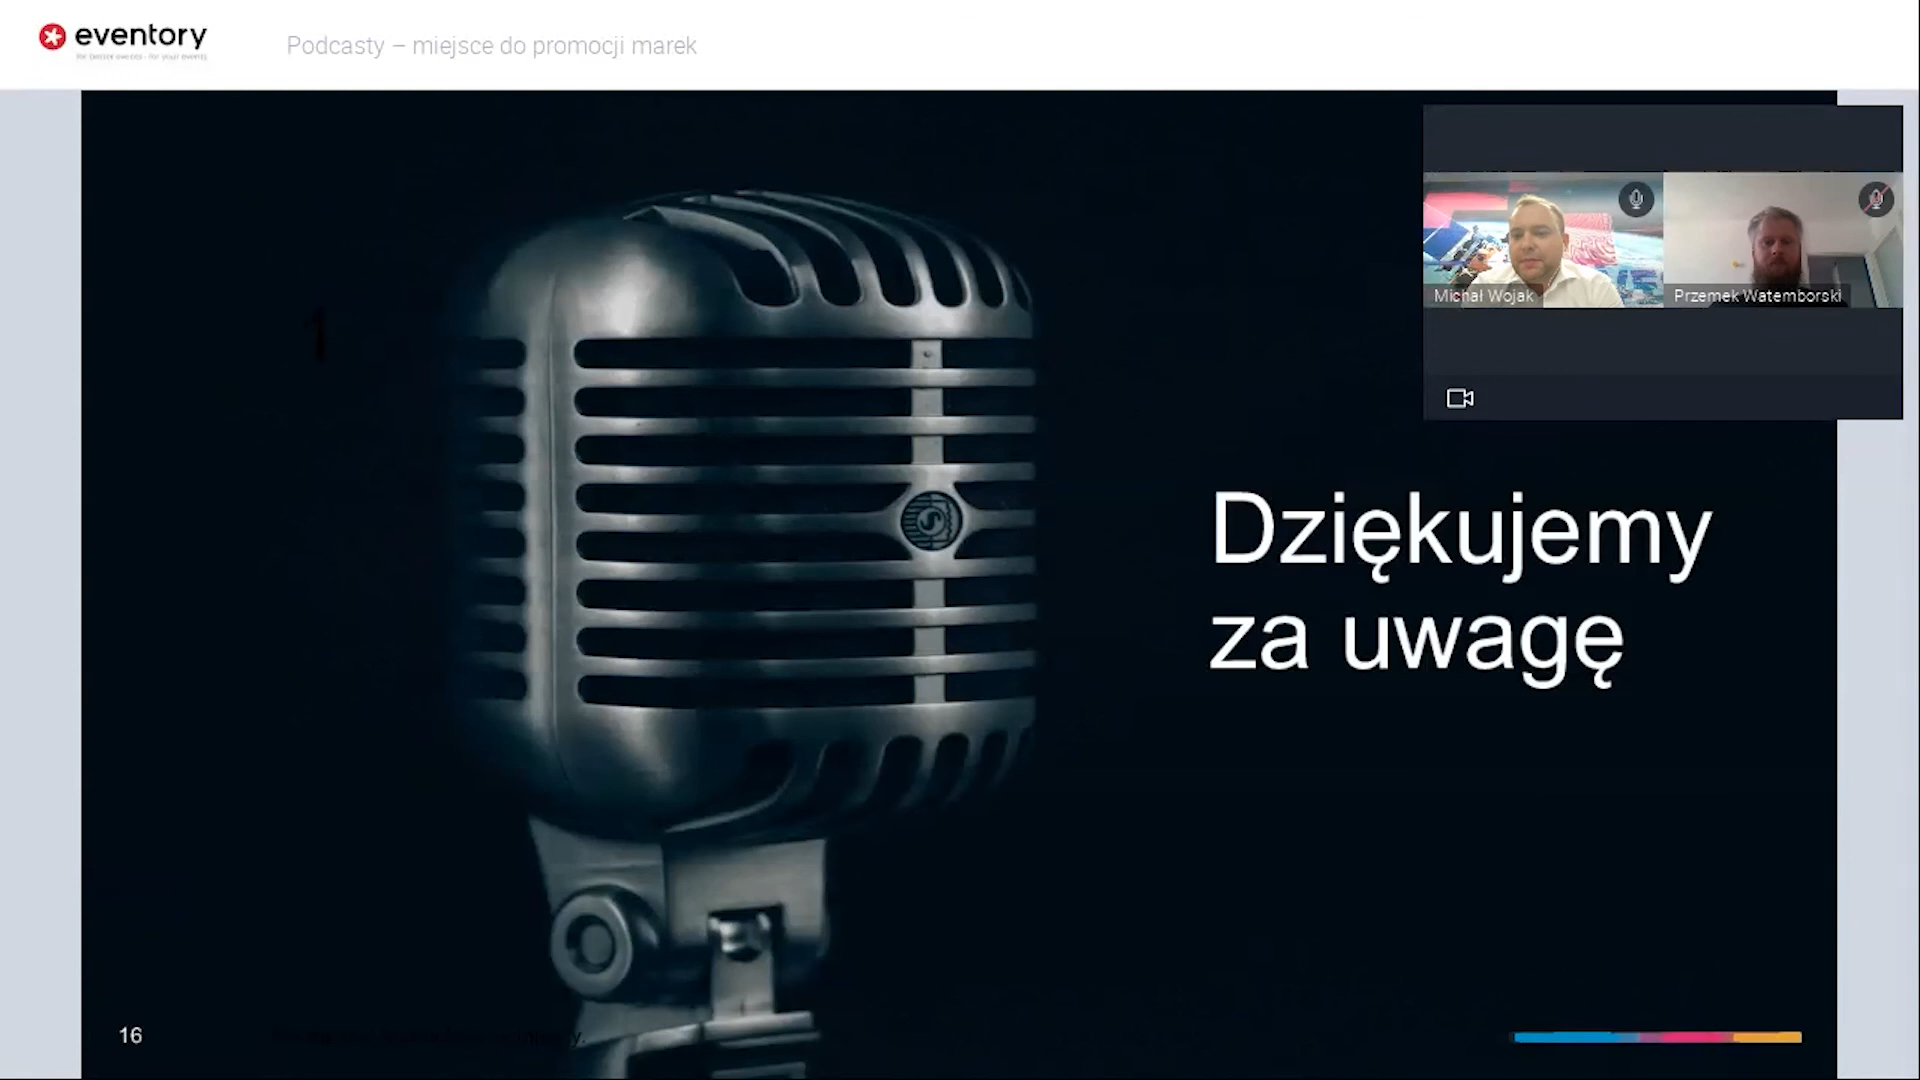 eventory
Podcasty – miejsce do promocji marek
Michał Wojak
Przemek Watemborski
Dziękujemy
za uwagę
16